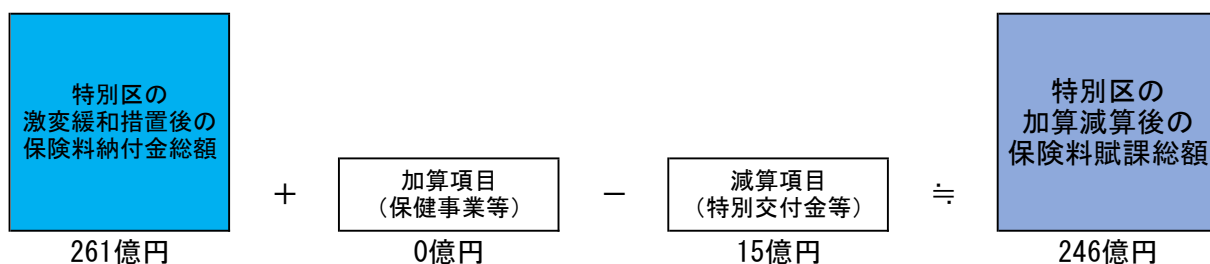 特別区の
激変緩和措置後の
保険料納付金総額
261億円
＋
加算項目
（保健事業等）
0億円
－
減算項目
（特別交付金等）
15億円
≒
特別区の
加算減算後の
保険料賦課総額
246億円